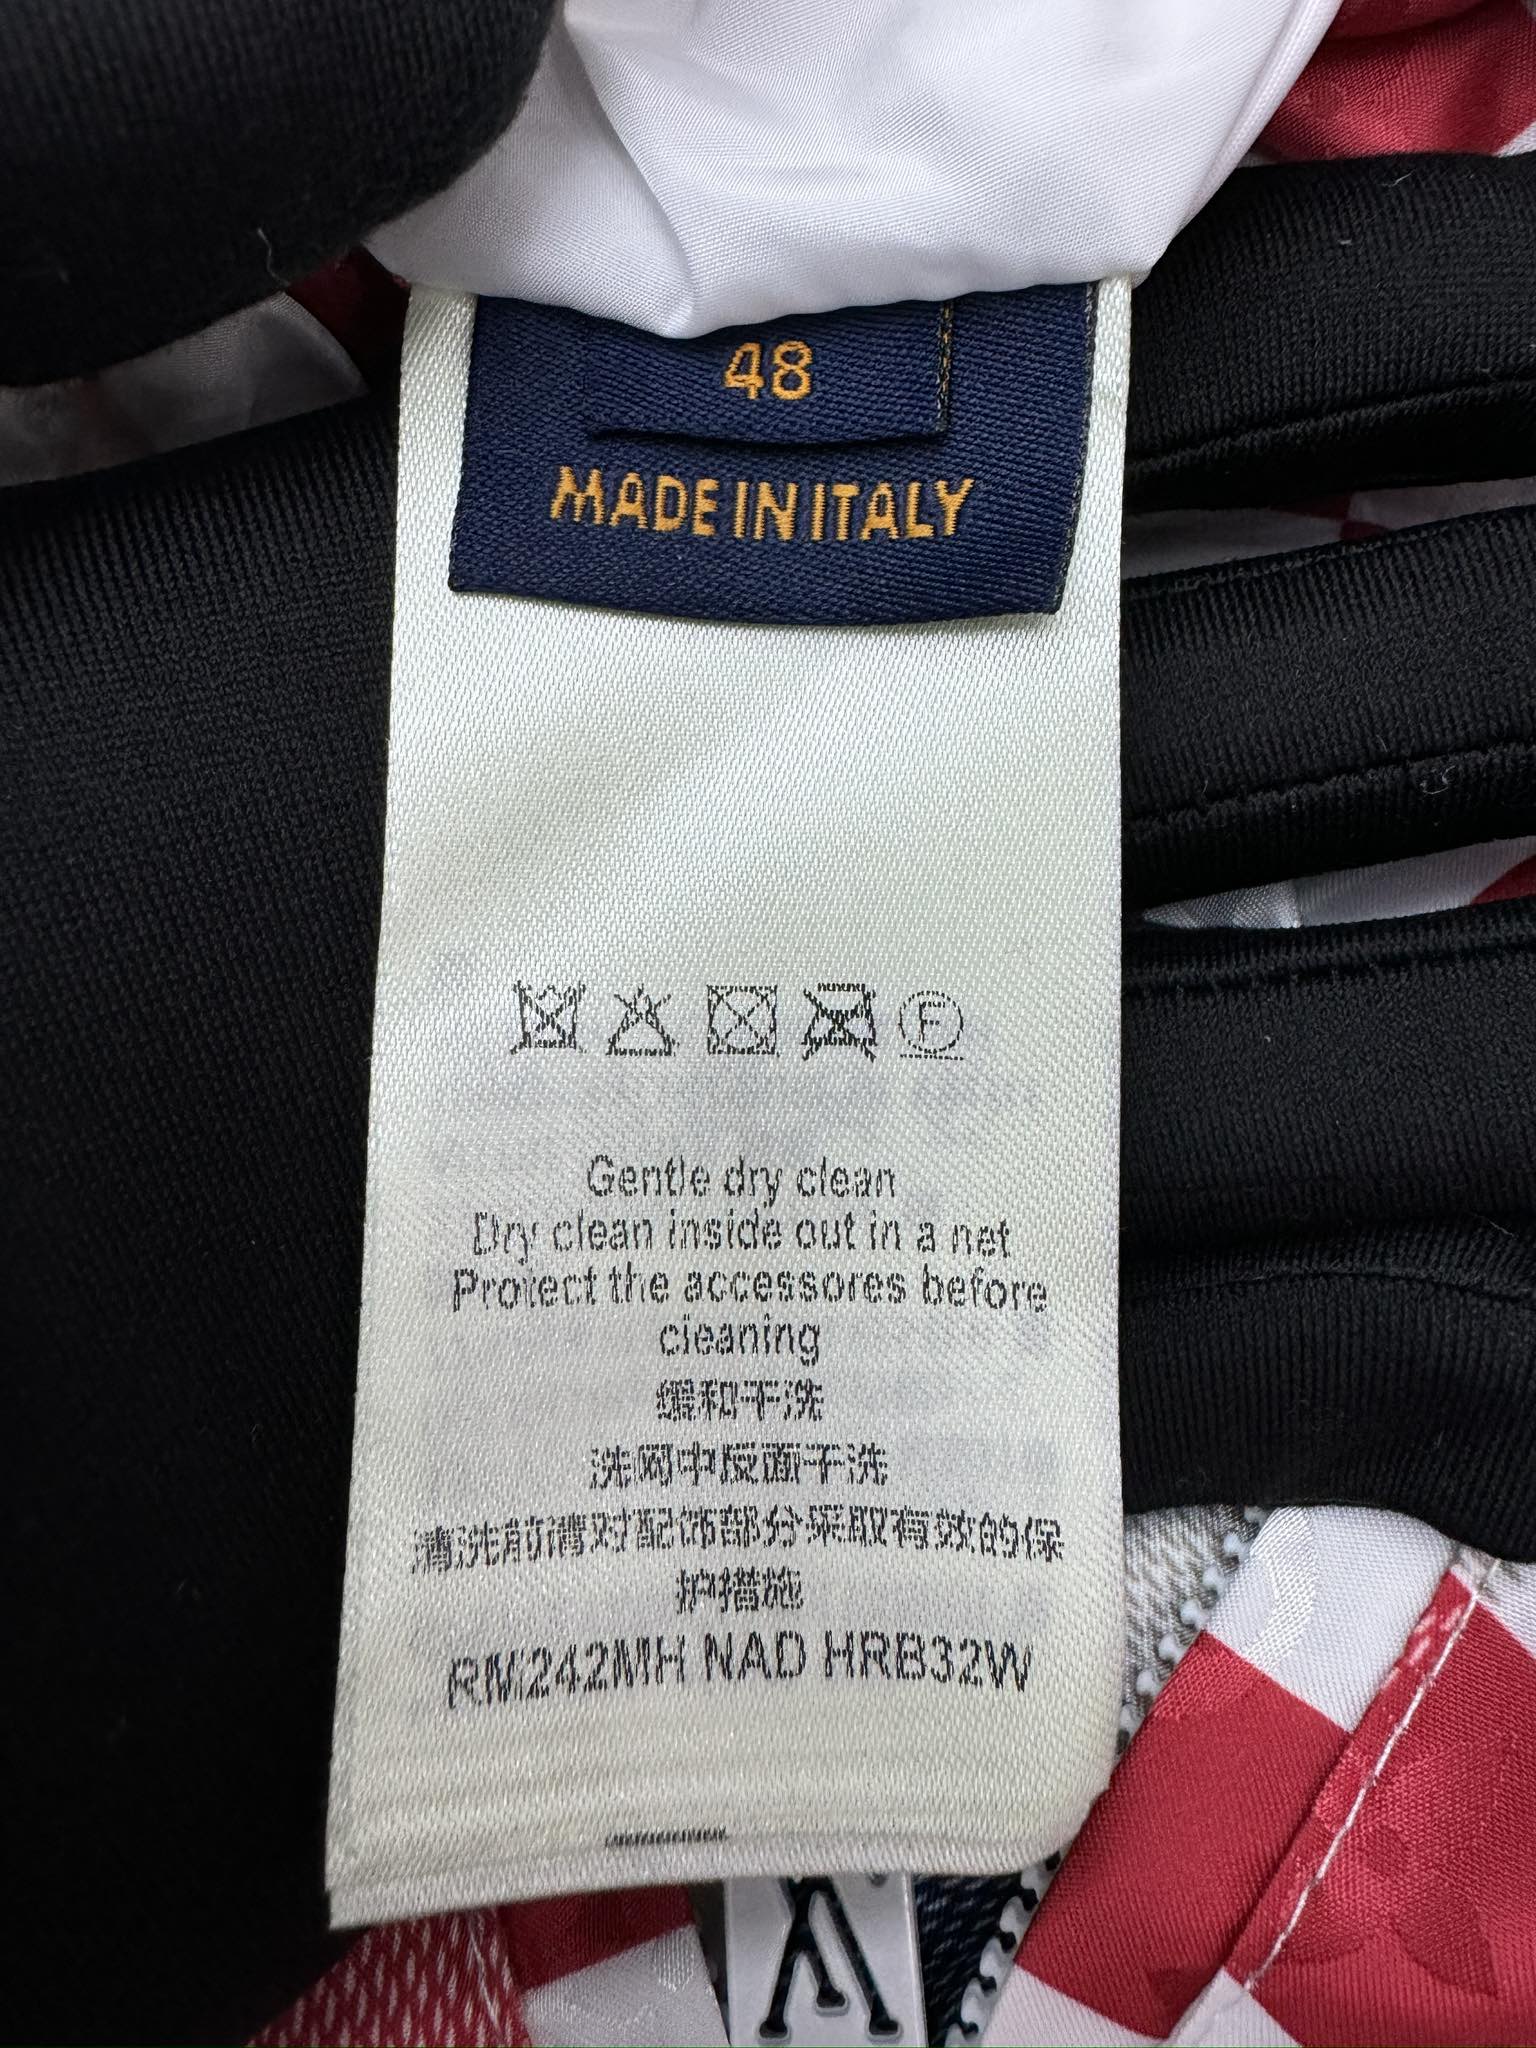 48
MADE IN ITALY
F
Gentle dry clean
Dry clean inside out in a net
Protect the accessores before
cleaning
缓和干洗
洗网中反面干洗
清洗前请对配饰部分采取有效的保
护措施
RM242MH NAD HRB32W